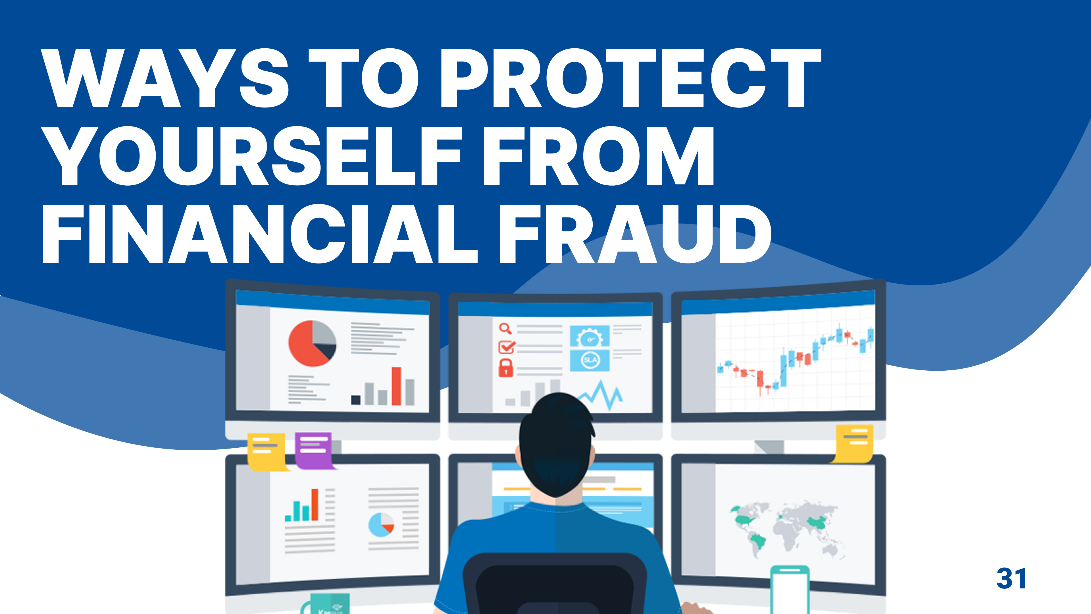 WAYS TO PROTECT
YOURSELF FROM
FINANCIAL FRAUD
SLA
31